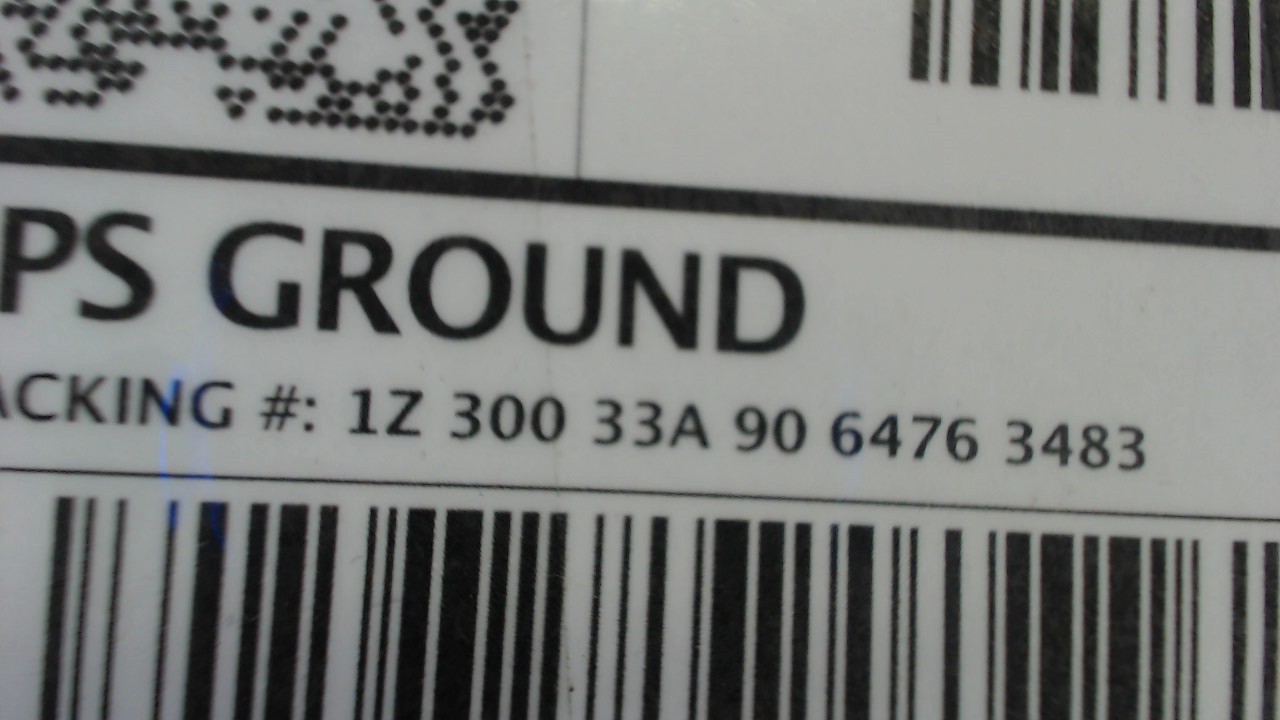 PS GROUND
ACKING #: 1Z 300 33A 90 6476 3483